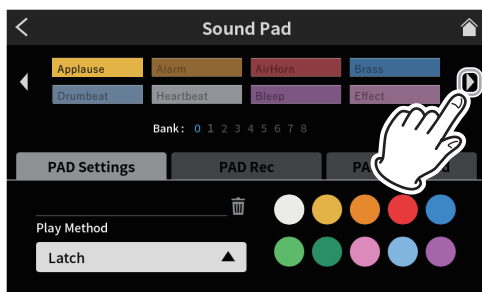 Sound Pad
Applause Alarm AirHorn Brass
Drumbeat Heartbeat Bleep Effect
Bank: 0 1 2 3 4 5 6 7 8
PAD Settings PAD Rec
Play Method
Latch